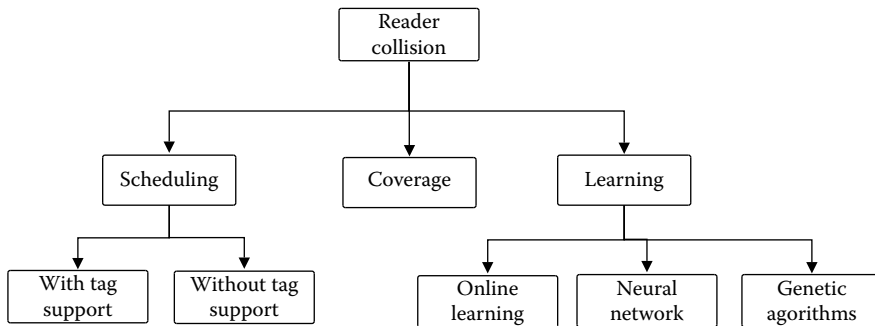 Reader
collision
Scheduling
Coverage
Learning
With tag
support
Without tag
support
Online
learning
Neural
network
Genetic
agorithms